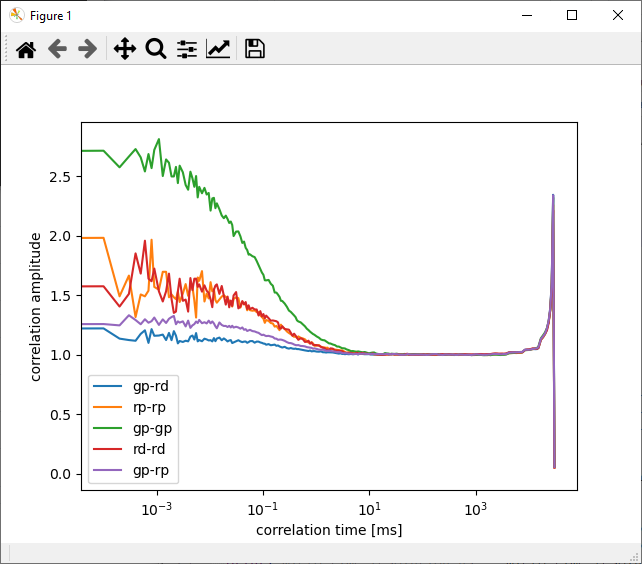 Figure 1
correlation amplitude
2.5
2.0
1.5
1.0
0.5
0.0
gp-rd
rp-rp
gp-gp
rd-rd
gp-rp
10⁻³
10⁻¹
10¹
10³
correlation time [ms]